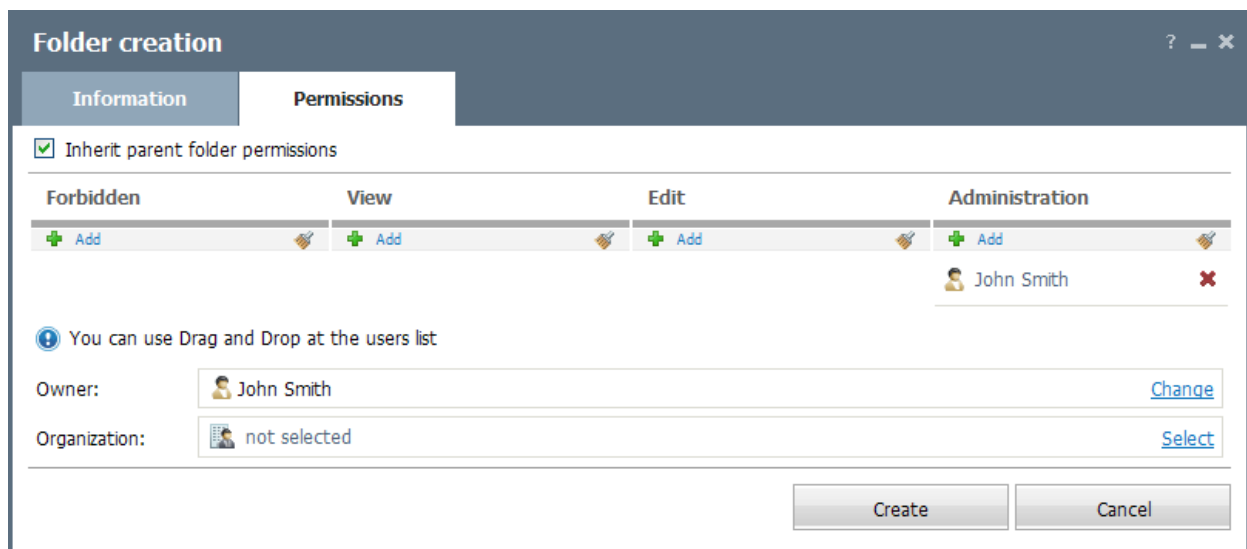 Folder creation ?
Information Permissions
Inherit parent folder permissions
Forbidden View Edit Administration
Add Add Add Add
John Smith
You can use Drag and Drop at the users list
Owner: John Smith Change
Organization: not selected Select
Create Cancel